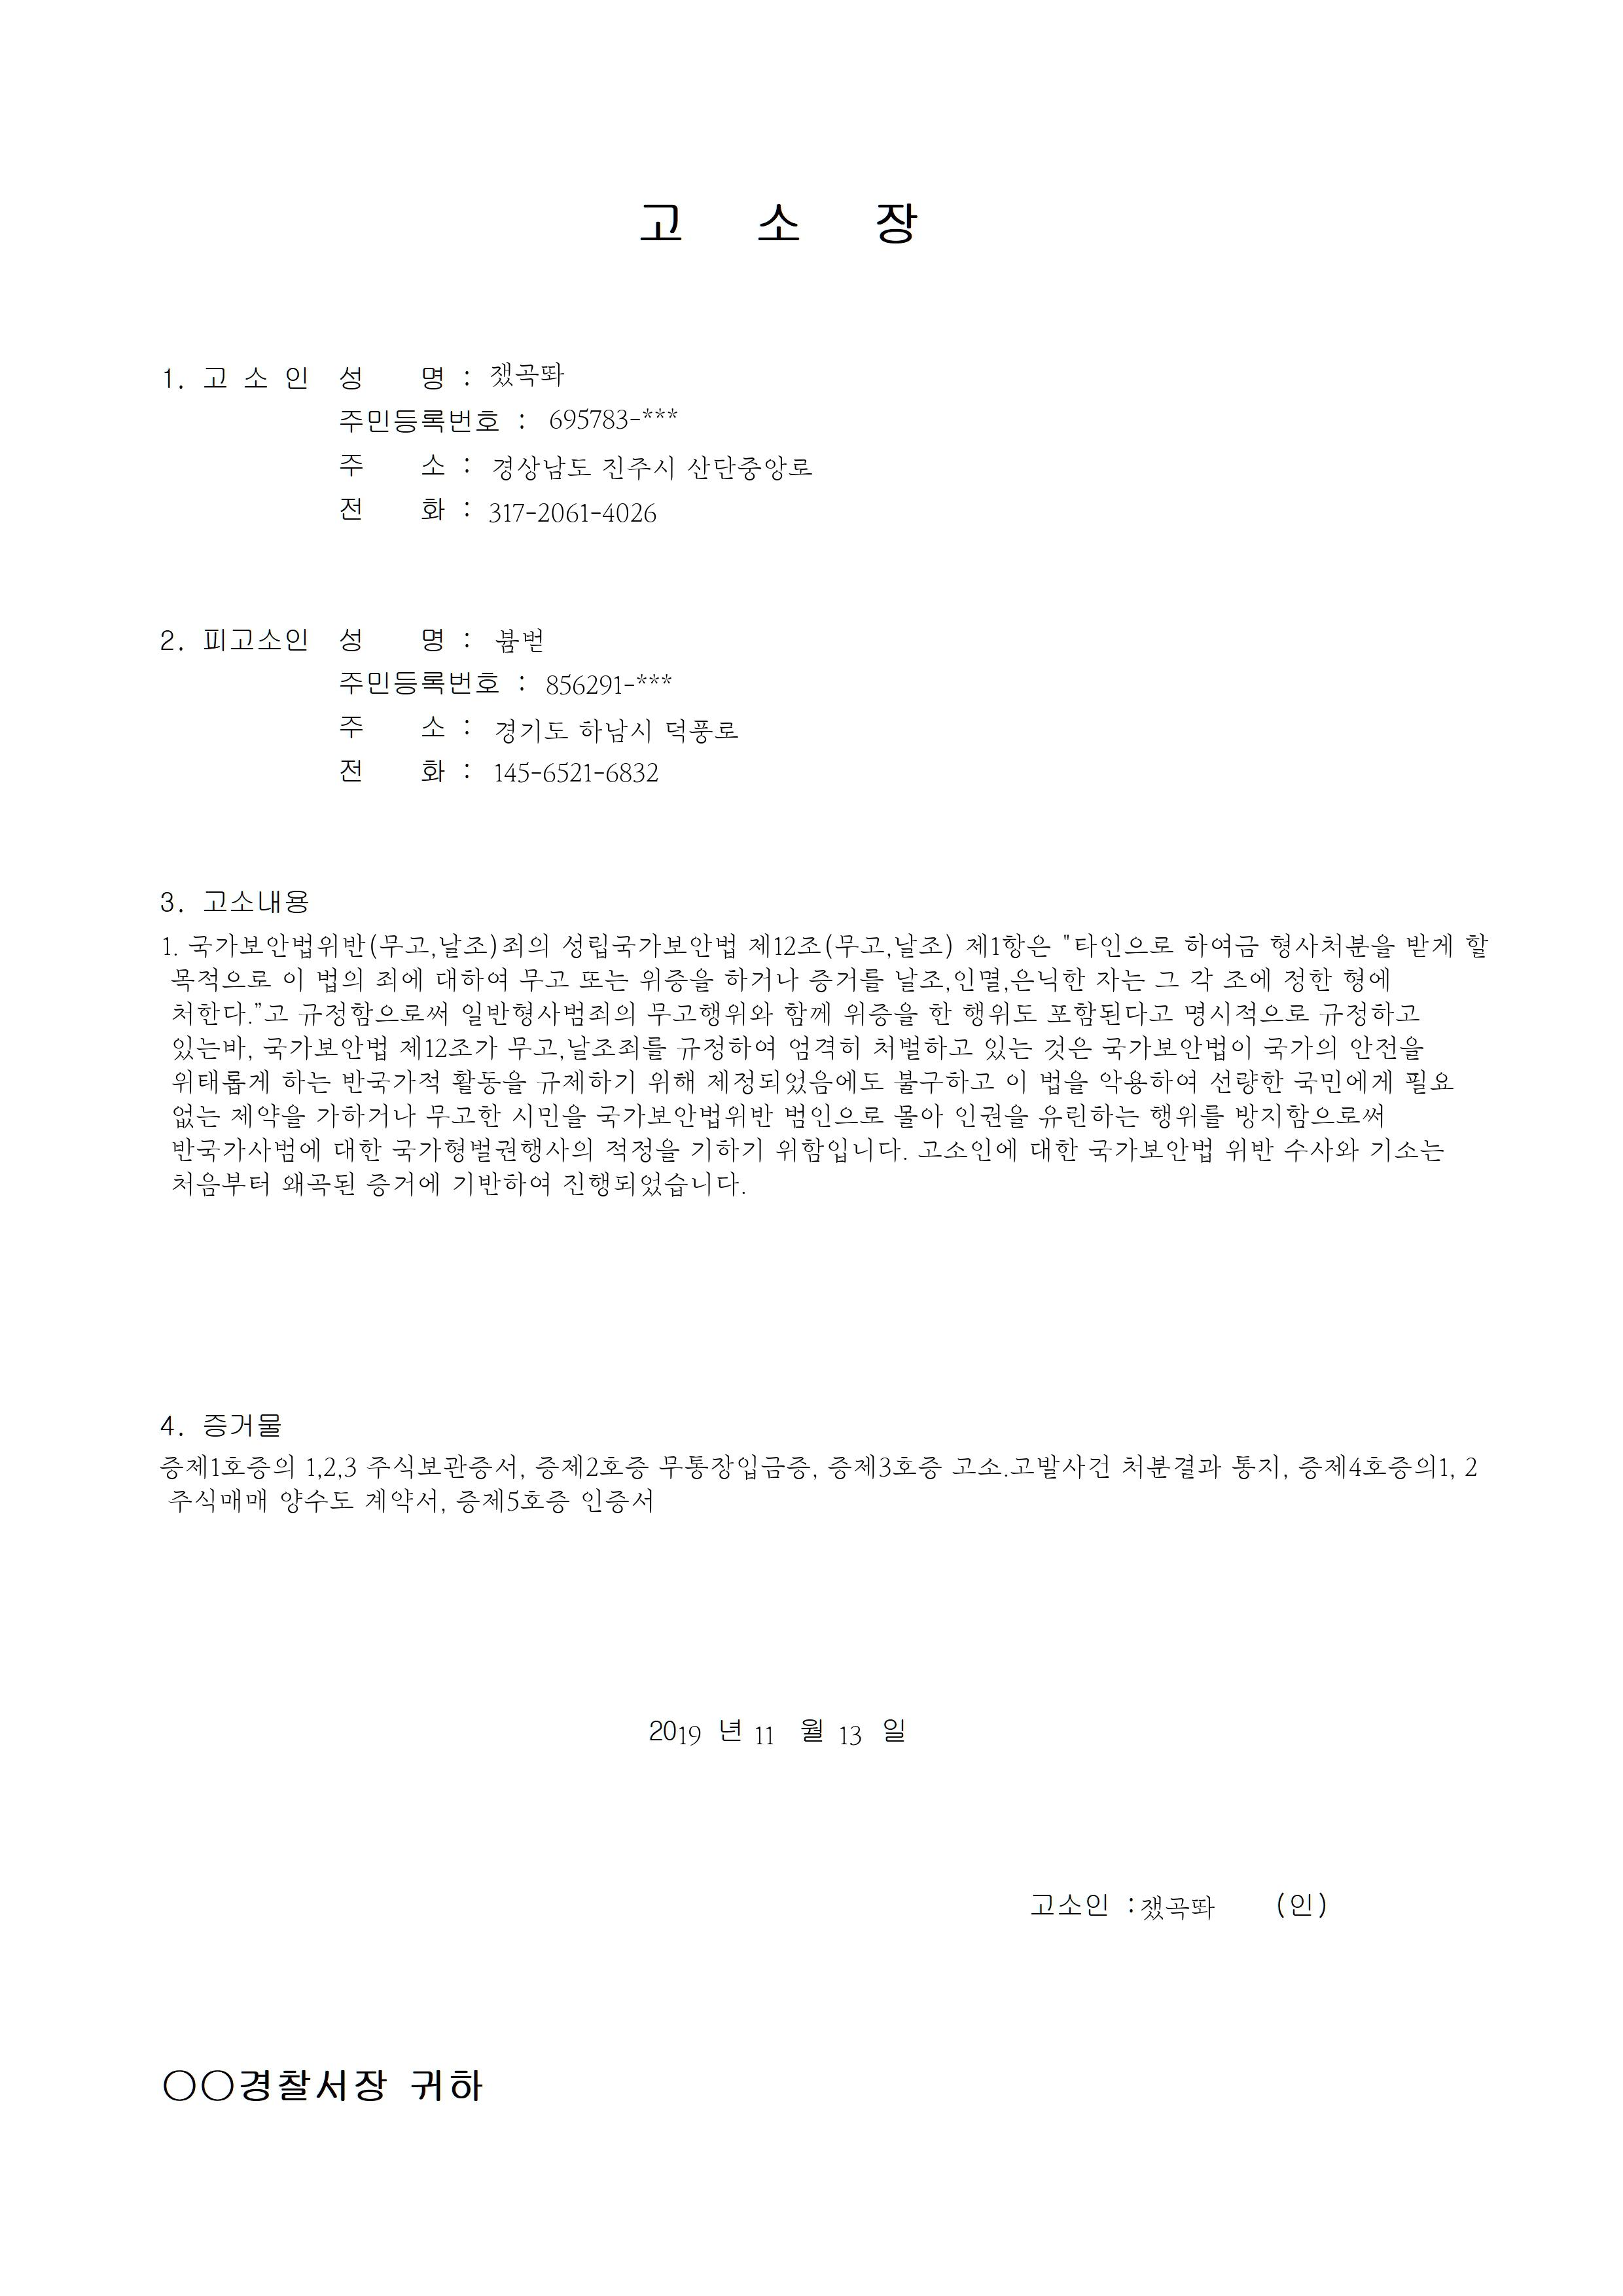 고 소 장
1. 고 소 인 성 명 : 쟀곡똬
주민등록번호 : 695783-***
주 소 : 경상남도 진주시 산단중앙로
전 화 : 317-2061-4026
2. 피고소인 성 명 : 븀벋
주민등록번호 : 856291-***
주 소 : 경기도 하남시 덕풍로
전 화 : 145-6521-6832
3. 고소내용
1. 국가보안법위반(무고,날조)죄의 성립국가보안법 제12조(무고,날조) 제1항은 "타인으로 하여금 형사처분을 받게 할
목적으로 이 법의 죄에 대하여 무고 또는 위증을 하거나 증거를 날조,인멸,은닉한 자는 그 각 조에 정한 형에
처한다.”고 규정함으로써 일반형사범죄의 무고행위와 함께 위증을 한 행위도 포함된다고 명시적으로 규정하고
있는바, 국가보안법 제12조가 무고,날조죄를 규정하여 엄격히 처벌하고 있는 것은 국가보안법이 국가의 안전을
위태롭게 하는 반국가적 활동을 규제하기 위해 제정되었음에도 불구하고 이 법을 악용하여 선량한 국민에게 필요
없는 제약을 가하거나 무고한 시민을 국가보안법위반 범인으로 몰아 인권을 유린하는 행위를 방지함으로써
반국가사범에 대한 국가형벌권행사의 적정을 기하기 위함입니다. 고소인에 대한 국가보안법 위반 수사와 기소는
처음부터 왜곡된 증거에 기반하여 진행되었습니다.
4. 증거물
증제1호증의 1,2,3 주식보관증서, 증제2호증 무통장입금증, 증제3호증 고소.고발사건 처분결과 통지, 증제4호증의1, 2
주식매매 양수도 계약서, 증제5호증 인증서
2019 년 11 월 13 일
고소인 : 쟀곡똬 (인)
○○경찰서장 귀하